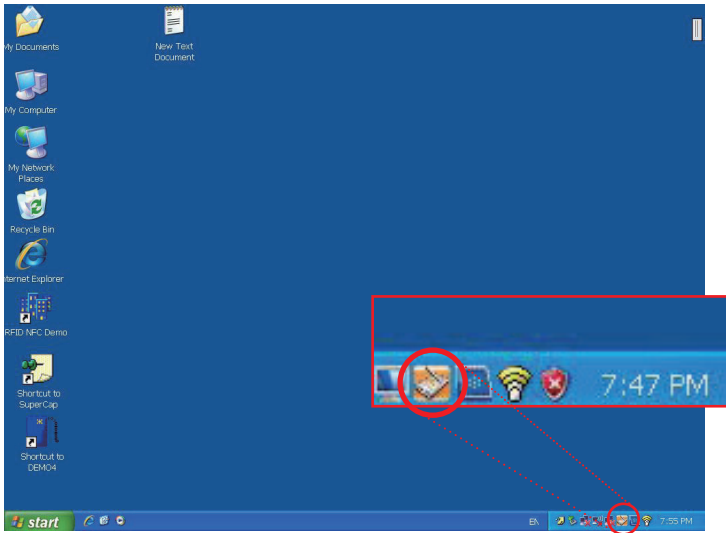 My Documents
New Text
Document
My Computer
My Network
Places
Recycle Bin
Internet Explorer
RFID NFC Demo
Shortcut to
SuperCap
Shortcut to
DEMO4
7:47 PM
start
EN
7:55 PM